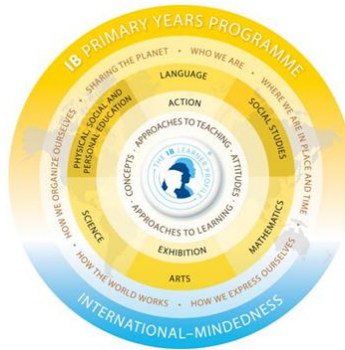 IB PRIMARY YEARS PROGRAMME
SHARING THE PLANET • WHO WE ARE • WHERE WE ARE IN PLACE AND TIME • HOW WE EXPRESS OURSELVES • HOW THE WORLD WORKS • HOW WE ORGANIZE OURSELVES •
LANGUAGE
SOCIAL STUDIES
MATHEMATICS
ARTS
SCIENCE
PHYSICAL, SOCIAL AND
PERSONAL EDUCATION
ACTION
EXHIBITION
APPROACHES TO TEACHING • ATTITUDES • APPROACHES TO LEARNING • CONCEPTS •
THE IB LEARNER PROFILE
INTERNATIONAL-MINDEDNESS